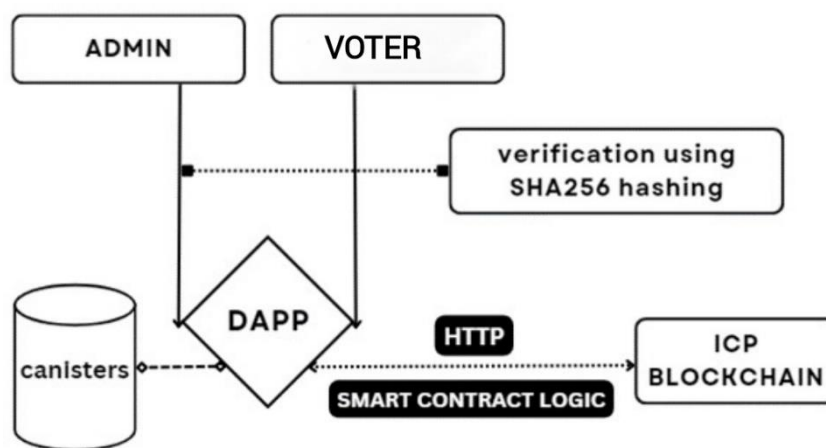 ADMIN
VOTER
verification using
SHA256 hashing
DAPP
HTTP
ICP
BLOCKCHAIN
canisters
SMART CONTRACT LOGIC